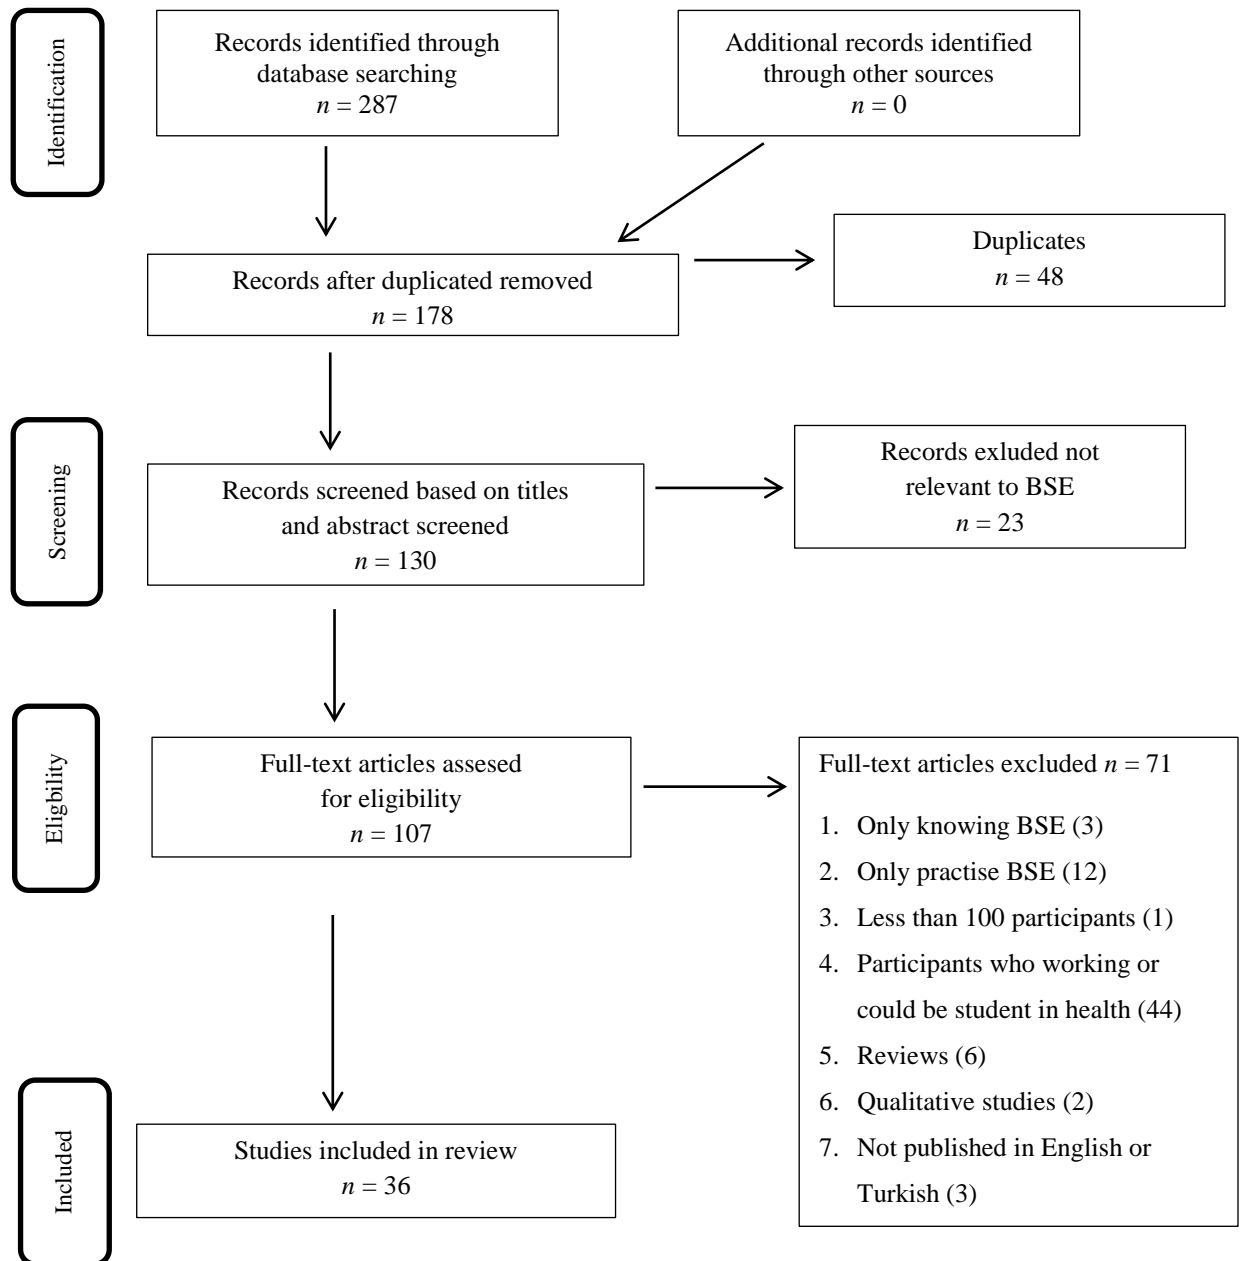 Identification
Records identified through
database searching
n = 287
Additional records identified
through other sources
n = 0
Records after duplicated removed
n = 178
Duplicates
n = 48
Screening
Records screened based on titles
and abstract screened
n = 130
Records exluded not
relevant to BSE
n = 23
Eligbility
Full-text articles assesed
for eligibility
n = 107
Full-text articles excluded n = 71
1. Only knowing BSE (3)
2. Only practise BSE (12)
3. Less than 100 participants (1)
4. Participants who working or
could be student in health (44)
5. Reviews (6)
6. Qualitative studies (2)
7. Not published in English or
Turkish (3)
Included
Studies included in review
n = 36